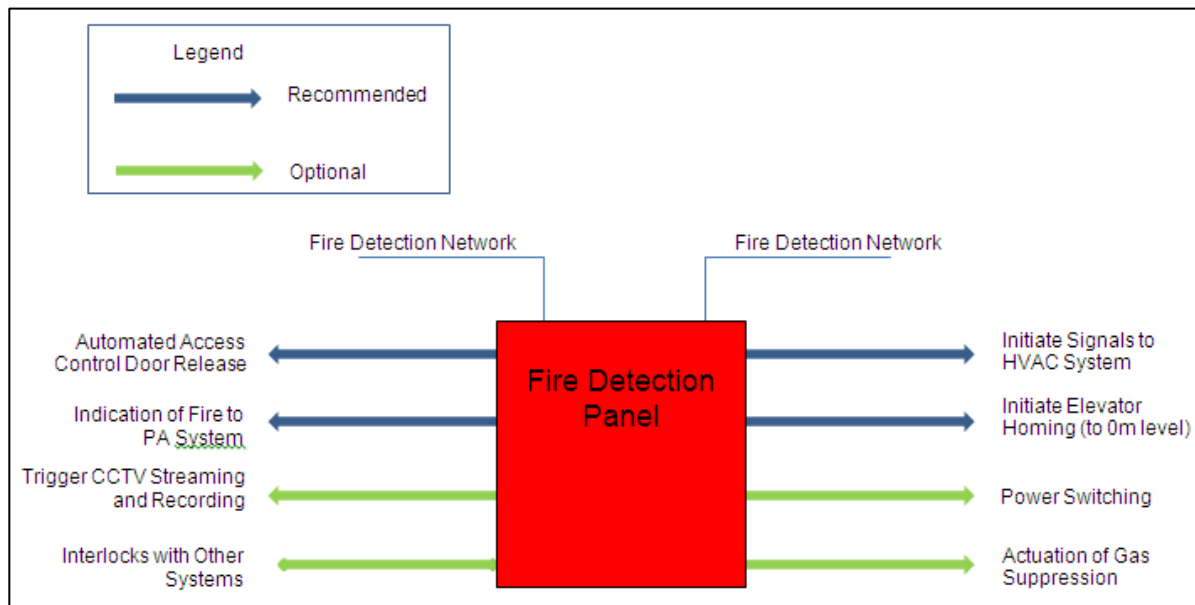 Legend
Recommended
Optional
Fire Detection Network
Fire Detection Network
Automated Access
Control Door Release
Indication of Fire to
PA System
Trigger CCTV Streaming
and Recording
Interlocks with Other
Systems
Fire Detection
Panel
Initiate Signals to
HVAC System
Initiate Elevator
Homing (to 0m level)
Power Switching
Actuation of Gas
Suppression